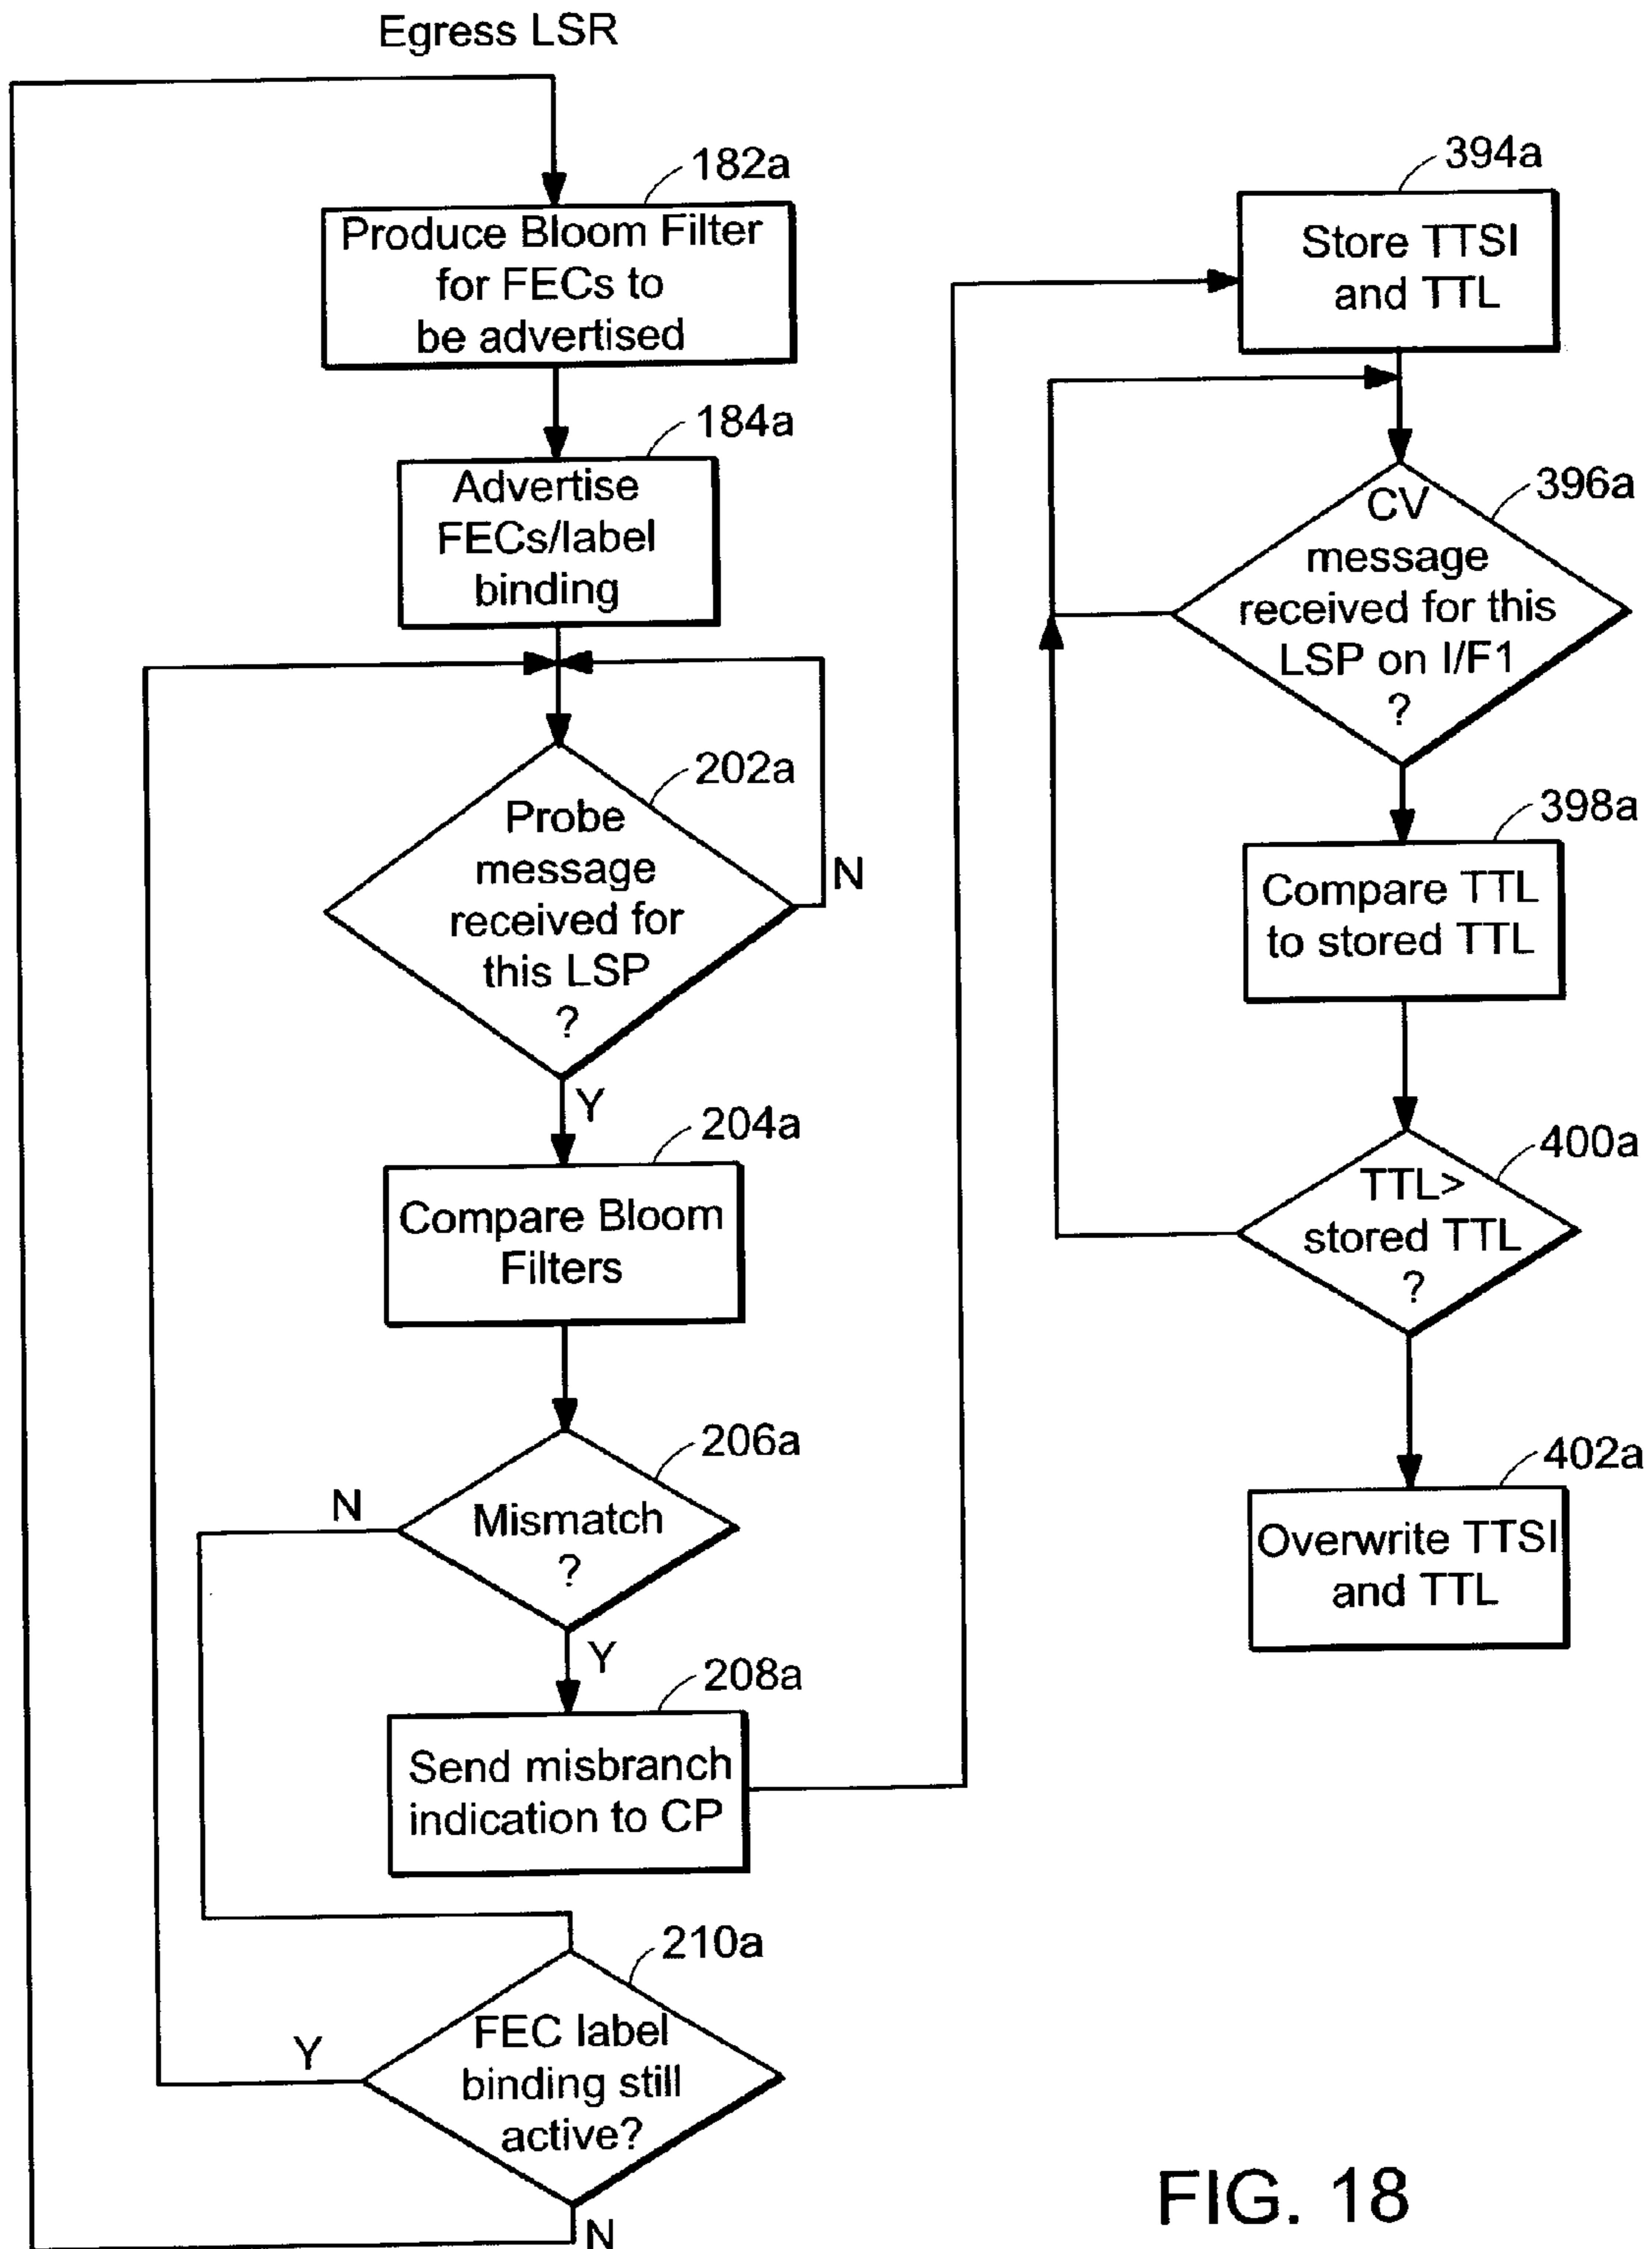 Egress LSR
182a
Produce Bloom Filter
for FECs to
be advertised
184a
Advertise
FECs/label
binding
202a
Probe
message
received for
this LSP
?
N
Y
204a
Compare Bloom
Filters
206a
Mismatch
?
N
Y
208a
Send misbranch
indication to CP
210a
FEC label
binding still
active?
Y
N
394a
Store TTSI
and TTL
396a
CV
message
received for this
LSP on I/F1
?
398a
Compare TTL
to stored TTL
400a
TTL>
stored TTL
?
402a
Overwrite TTSI
and TTL
FIG. 18